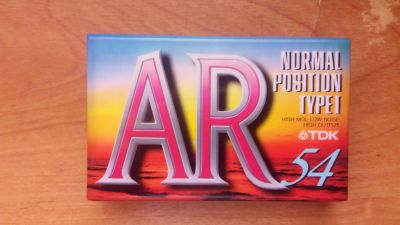 AR
NORMAL
POSITION
TYPE I
HIGH MOL, LOW NOISE
HIGH OUTPUT
TDK
54